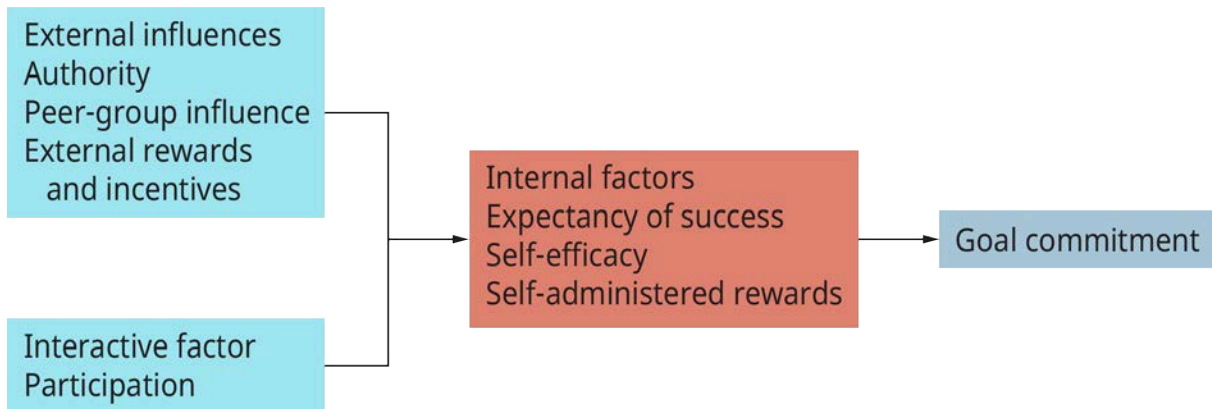 External influences
Authority
Peer-group influence
External rewards
and incentives
Internal factors
Expectancy of success
Self-efficacy
Self-administered rewards
Goal commitment
Interactive factor
Participation